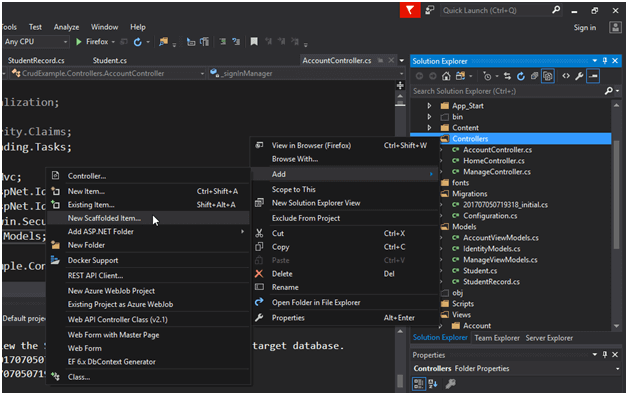 Quick Launch (Ctrl+Q)
Tools Test Analyze Window Help
Sign in
Any CPU Firefox
StudentRecord.cs Student.cs AccountController.cs
CrudExample.Controllers.AccountController _signInManager
alization;
rity.Claims;
ding.Tasks;
Mvc;
spNet.Id
spNet.Id
win.Secu
Models;
mple.Con
Default projec
iew the S
target database.
01707050
70705071
View in Browser (Firefox) Ctrl+Shift+W
Browse With...
Add
Scope to This
New Solution Explorer View
Exclude From Project
Cut Ctrl+X
Copy Ctrl+C
Paste Ctrl+V
Delete Del
Rename
Open Folder in File Explorer
Properties Alt+Enter
Controller...
New Item... Ctrl+Shift+A
Existing Item... Shift+Alt+A
New Scaffolded Item...
Add ASP.NET Folder
New Folder
Docker Support
REST API Client...
New Azure WebJob Project
Existing Project as Azure WebJob
Web API Controller Class (v2.1)
Web Form with Master Page
Web Form
EF 6.x DbContext Generator
Class...
Solution Explorer
Search Solution Explorer (Ctrl+;)
App_Start
bin
Content
Controllers
AccountController.cs
HomeController.cs
ManageController.cs
fonts
Migrations
201707050719318_initial.cs
Configuration.cs
Models
AccountViewModels.cs
IdentityModels.cs
ManageViewModels.cs
Student.cs
StudentRecord.cs
obj
Scripts
Views
Account
Solution Explorer Team Explorer Server Explorer
Properties
Controllers Folder Properties